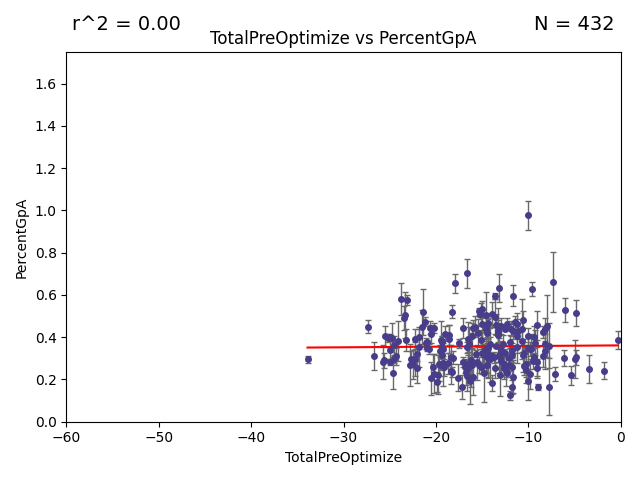 r^2 = 0.00
N = 432
TotalPreOptimize vs PercentGpA
PercentGpA
1.6
1.4
1.2
1.0
0.8
0.6
0.4
0.2
0.0
−60 −50 −40 −30 −20 −10 0
TotalPreOptimize